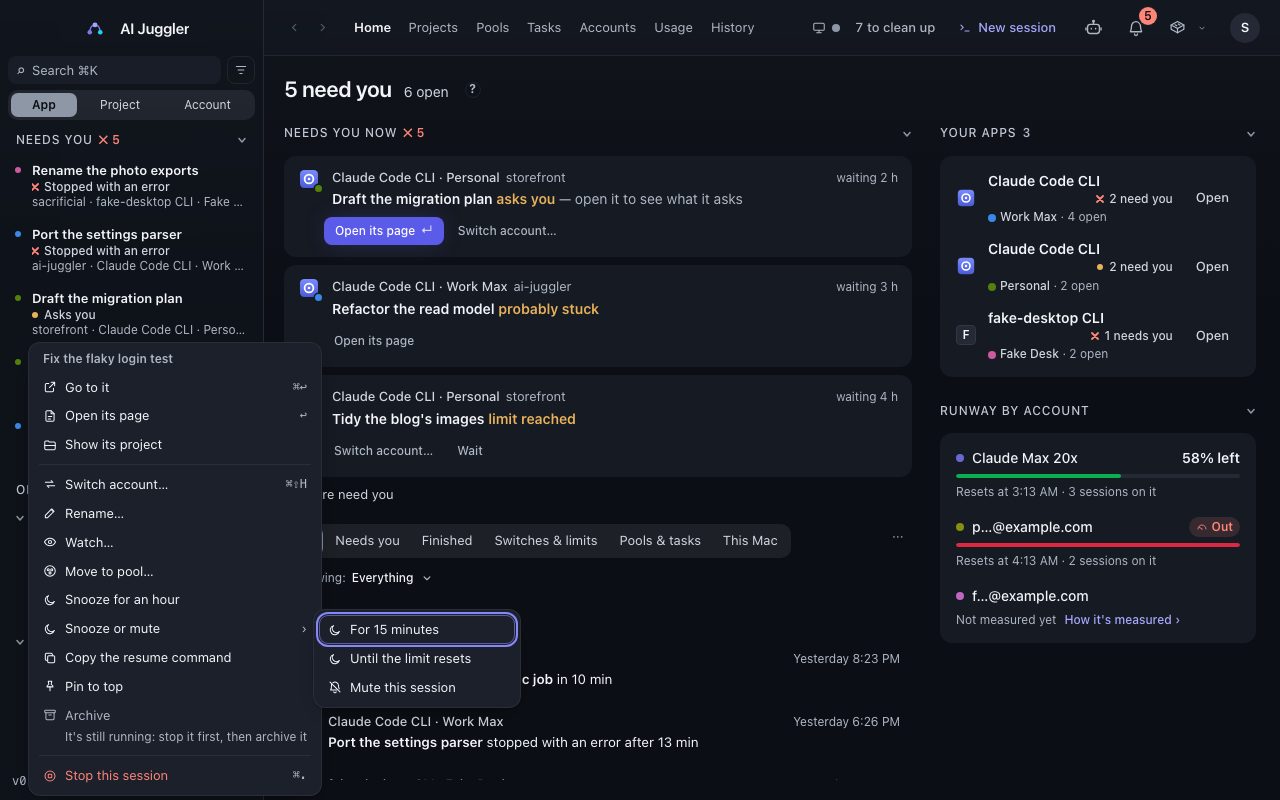 AI Juggler
Search ⌘K
App Project Account
NEEDS YOU 5
Rename the photo exports
Stopped with an error
sacrificial · fake-desktop CLI · Fake ...
Port the settings parser
Stopped with an error
ai-juggler · Claude Code CLI · Work ...
Draft the migration plan
Asks you
storefront · Claude Code CLI · Perso...
Fix the flaky login test
Go to it ⌘↩
Open its page ↩
Show its project
Switch account... ⌘⇧H
Rename...
Watch...
Move to pool...
Snooze for an hour
Snooze or mute ›
Copy the resume command
Pin to top
Archive
It's still running: stop it first, then archive it
Stop this session ⌘.
For 15 minutes
Until the limit resets
Mute this session
v0
Home Projects Pools Tasks Accounts Usage History
7 to clean up
New session
5
S
5 need you 6 open ?
NEEDS YOU NOW 5
Claude Code CLI · Personal storefront waiting 2 h
Draft the migration plan asks you — open it to see what it asks
Open its page ↵ Switch account...
Claude Code CLI · Work Max ai-juggler waiting 3 h
Refactor the read model probably stuck
Open its page
Claude Code CLI · Personal storefront waiting 4 h
Tidy the blog's images limit reached
Switch account... Wait
need you
Needs you Finished Switches & limits Pools & tasks This Mac ...
Everything
Yesterday 8:23 PM
job in 10 min
Claude Code CLI · Work Max Yesterday 6:26 PM
Port the settings parser stopped with an error after 13 min
YOUR APPS 3
Claude Code CLI
2 need you Open
Work Max · 4 open
Claude Code CLI
2 need you Open
Personal · 2 open
F
fake-desktop CLI
1 needs you Open
Fake Desk · 2 open
RUNWAY BY ACCOUNT
Claude Max 20x 58% left
Resets at 3:13 AM · 3 sessions on it
p...@example.com Out
Resets at 4:13 AM · 2 sessions on it
f...@example.com
Not measured yet How it's measured ›